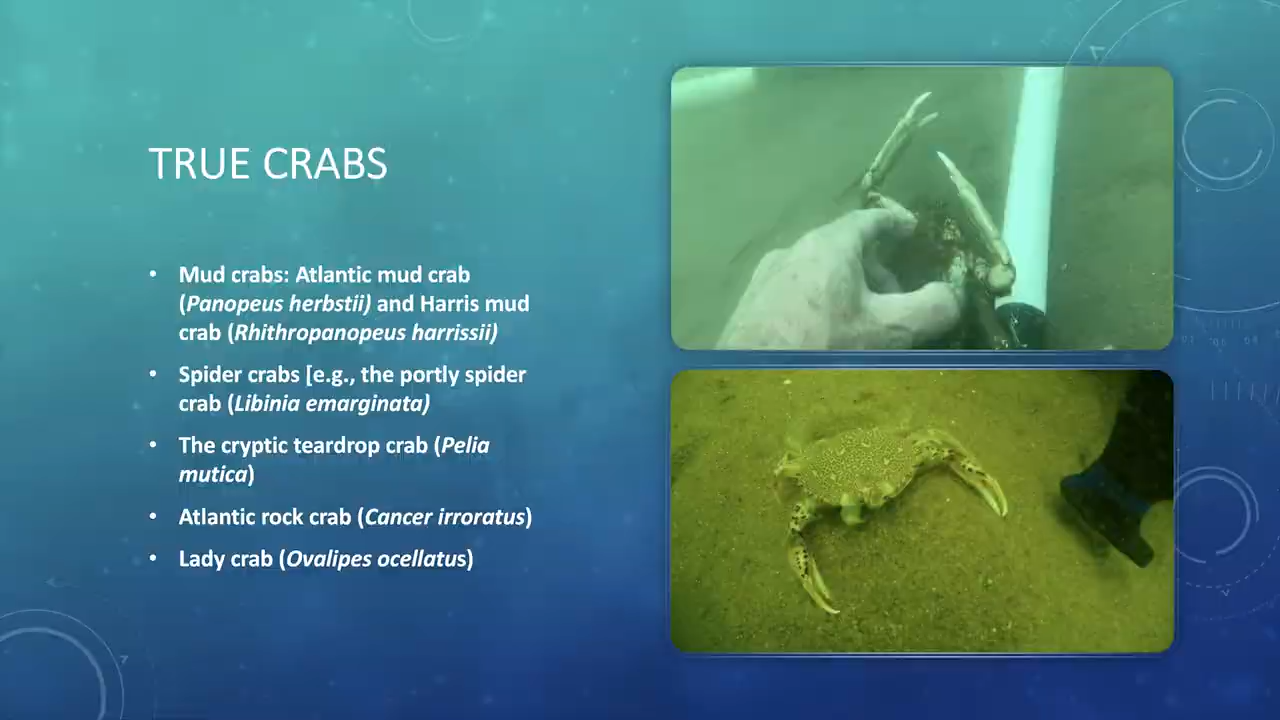 TRUE CRABS
• Mud crabs: Atlantic mud crab
(Panopeus herbstii) and Harris mud
crab (Rhithropanopeus harrissii)
• Spider crabs [e.g., the portly spider
crab (Libinia emarginata)
• The cryptic teardrop crab (Pelia
mutica)
• Atlantic rock crab (Cancer irroratus)
• Lady crab (Ovalipes ocellatus)